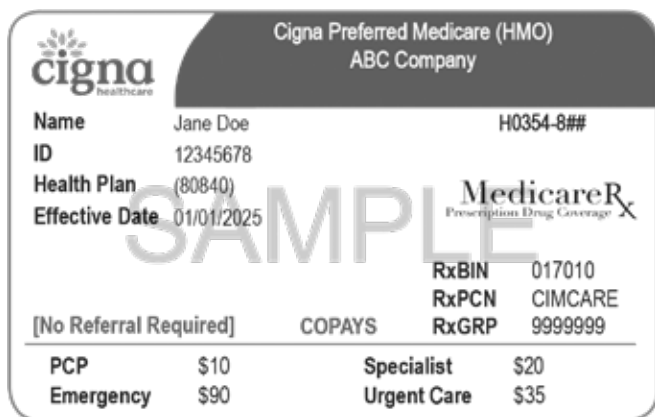 Cigna Preferred Medicare (HMO)
ABC Company
cigna
healthcare
Name Jane Doe H0354-8##
ID 12345678
Health Plan (80840)
Effective Date 01/01/2025
MedicareRx
Prescription Drug Coverage
SAMPLE
RxBIN 017010
RxPCN CIMCARE
[No Referral Required] COPAYS RxGRP 9999999
PCP $10 Specialist $20
Emergency $90 Urgent Care $35